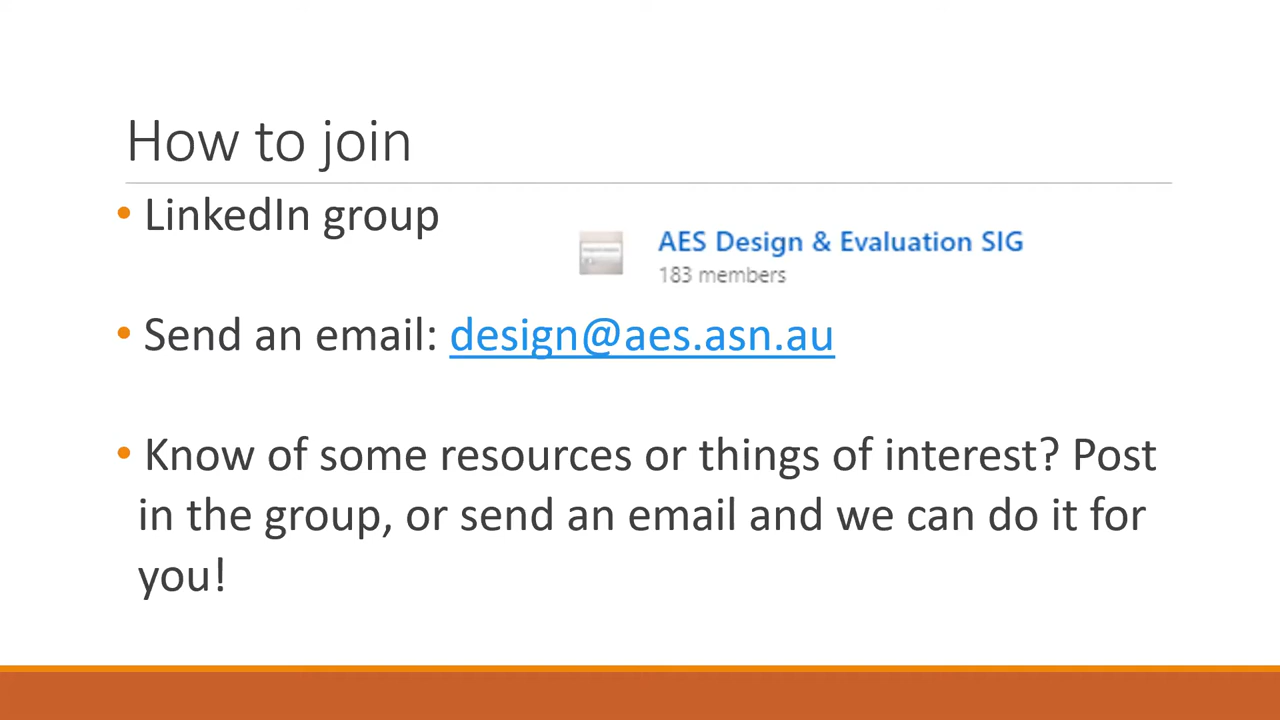 How to join
• LinkedIn group
AES Design & Evaluation SIG
183 members
• Send an email: design@aes.asn.au
• Know of some resources or things of interest? Post
in the group, or send an email and we can do it for
you!